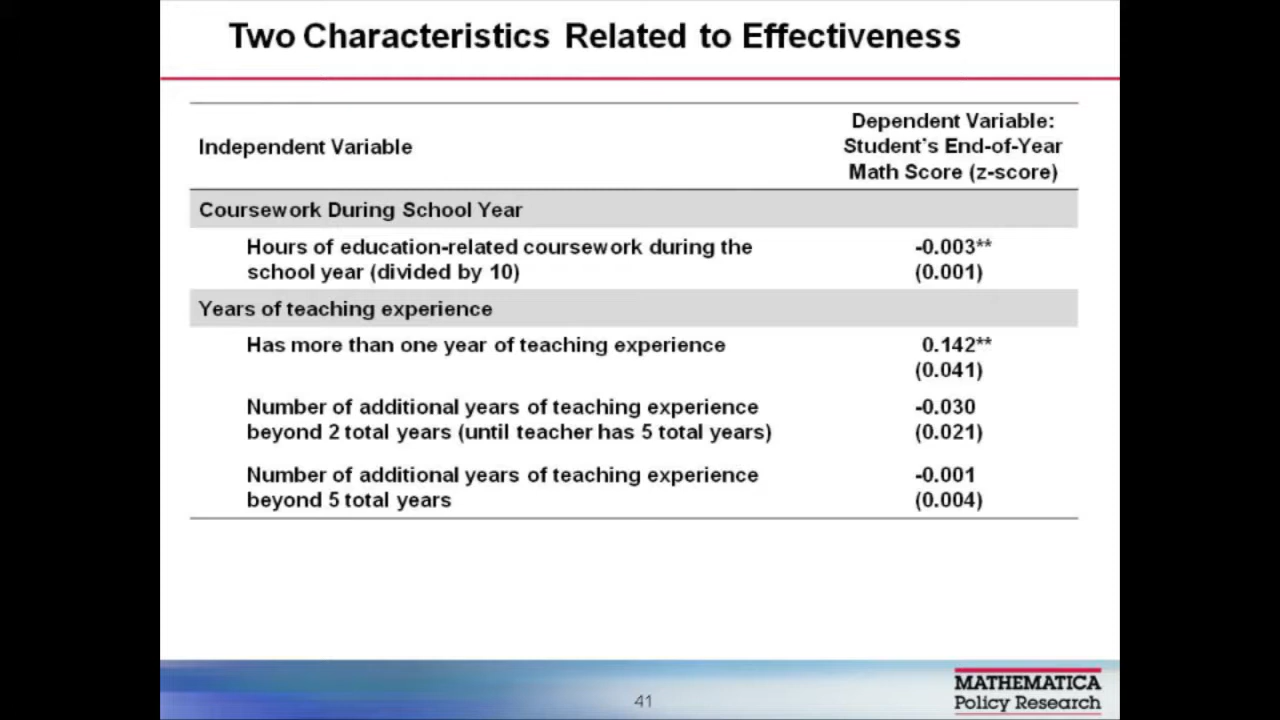 Two Characteristics Related to Effectiveness
Independent Variable
Dependent Variable:
Student's End-of-Year
Math Score (z-score)
Coursework During School Year
Hours of education-related coursework during the
school year (divided by 10)
-0.003**
(0.001)
Years of teaching experience
Has more than one year of teaching experience
0.142**
(0.041)
Number of additional years of teaching experience
beyond 2 total years (until teacher has 5 total years)
-0.030
(0.021)
Number of additional years of teaching experience
beyond 5 total years
-0.001
(0.004)
41
MATHEMATICA
Policy Research